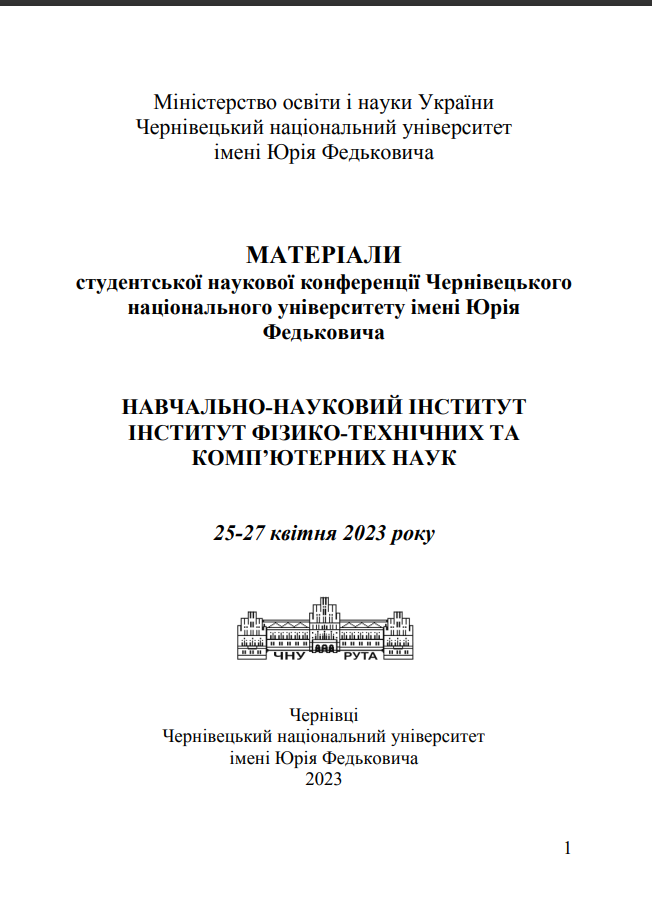 Міністерство освіти і науки України
Чернівецький національний університет
імені Юрія Федьковича
МАТЕРІАЛИ
студентської наукової конференції Чернівецького
національного університету імені Юрія
Федьковича
НАВЧАЛЬНО-НАУКОВИЙ ІНСТИТУТ
ІНСТИТУТ ФІЗИКО-ТЕХНІЧНИХ ТА
КОМП’ЮТЕРНИХ НАУК
25-27 квітня 2023 року
ЧНУ РУТА
Чернівці
Чернівецький національний університет
імені Юрія Федьковича
2023
1